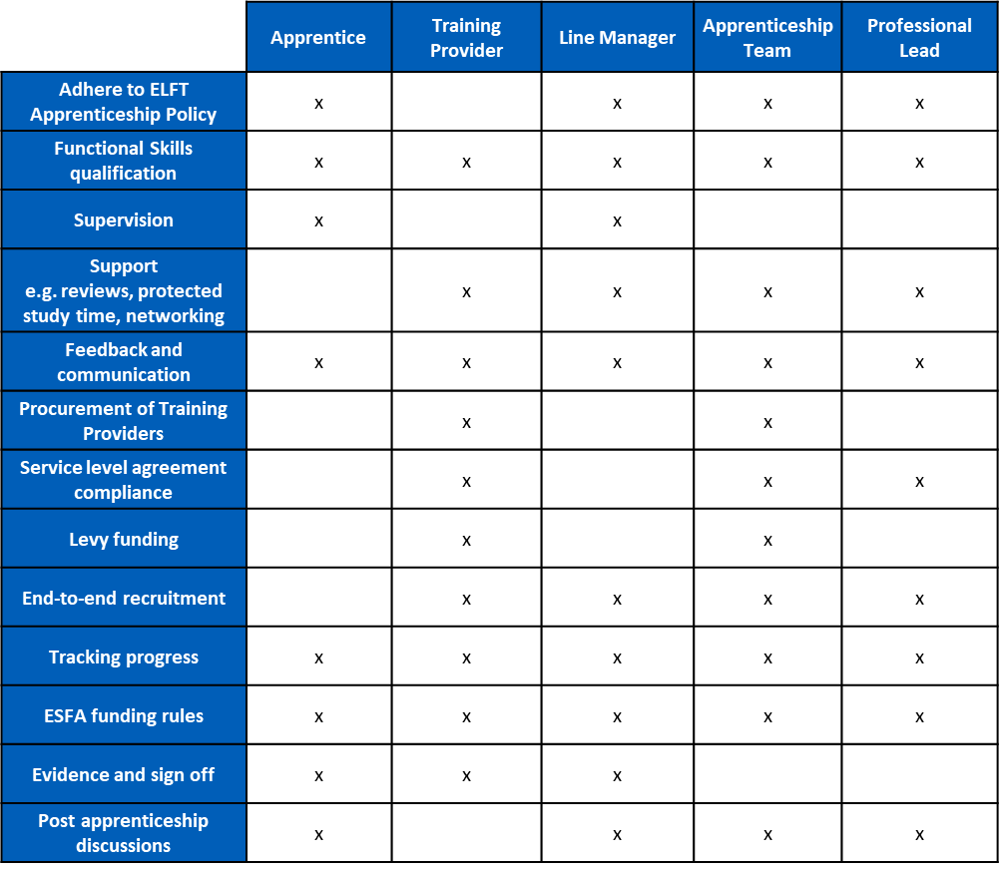 Apprentice
Training
Provider
Line Manager
Apprenticeship
Team
Professional
Lead
Adhere to ELFT
Apprenticeship Policy
x x x x
Functional Skills
qualification
x x x x x
Supervision
x x
Support
e.g. reviews, protected
study time, networking
x x x x
Feedback and
communication
x x x x x
Procurement of Training
Providers
x x
Service level agreement
compliance
x x x
Levy funding
x x
End-to-end recruitment
x x x x
Tracking progress
x x x x x
ESFA funding rules
x x x x x
Evidence and sign off
x x x
Post apprenticeship
discussions
x x x x